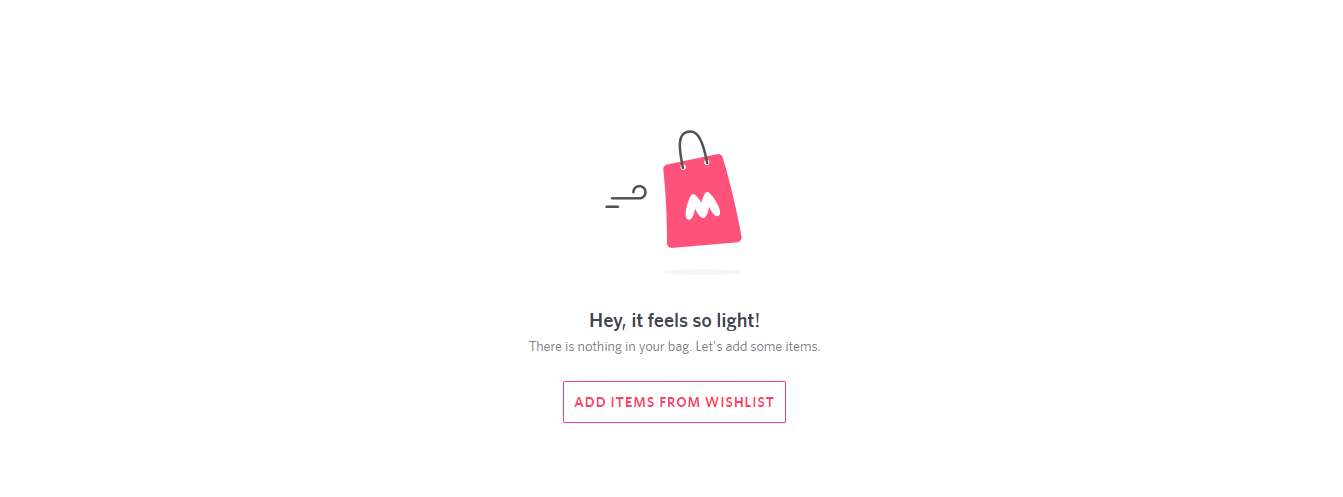 M
Hey, it feels so light!
There is nothing in your bag. Let's add some items.
ADD ITEMS FROM WISHLIST